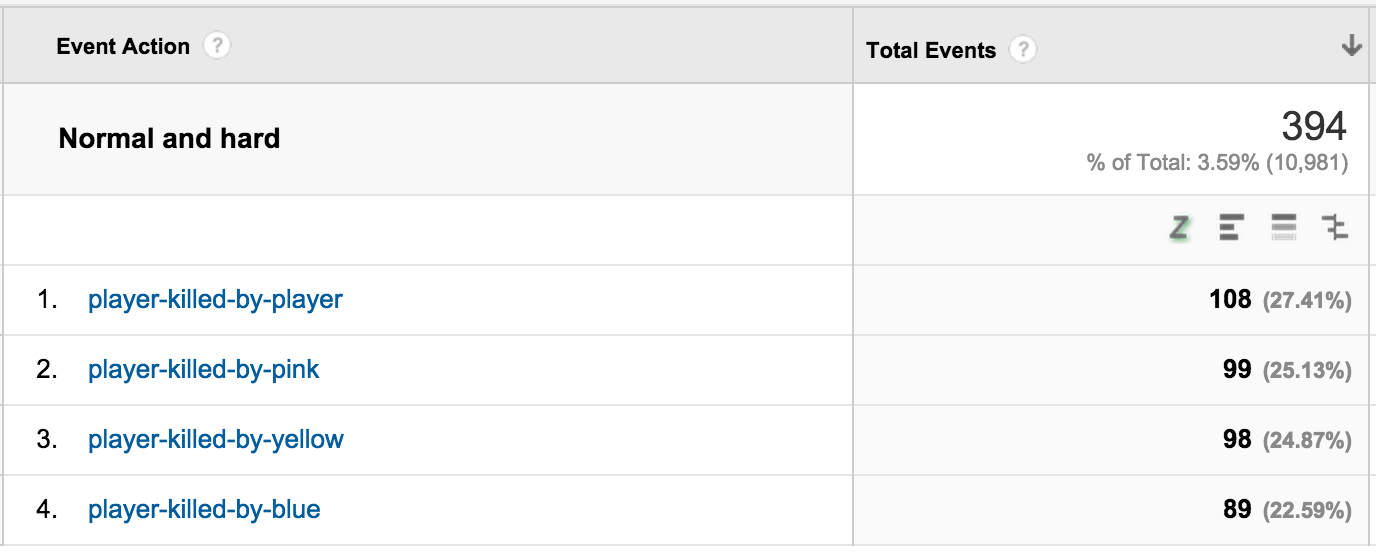 Event Action ?
Total Events ?
Normal and hard
394
% of Total: 3.59% (10,981)
1. player-killed-by-player 108 (27.41%)
2. player-killed-by-pink 99 (25.13%)
3. player-killed-by-yellow 98 (24.87%)
4. player-killed-by-blue 89 (22.59%)